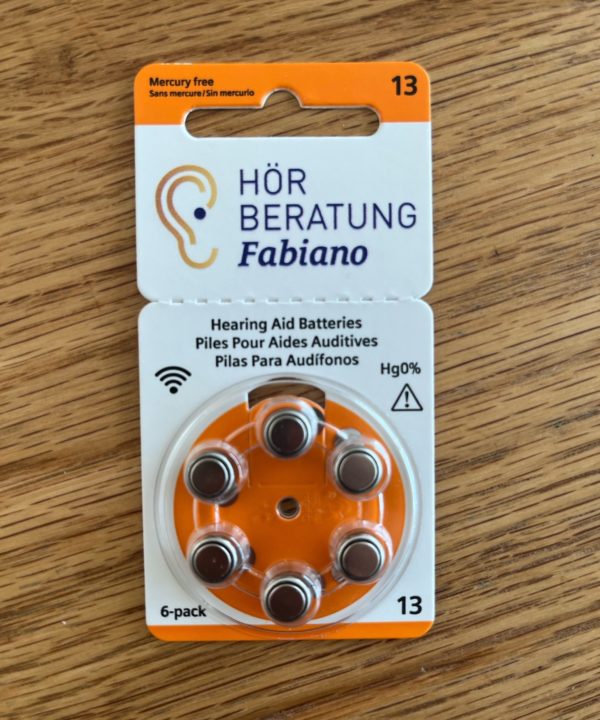 Mercury free
Sans mercure/Sin mercurio
13
HÖR
BERATUNG
Fabiano
Hearing Aid Batteries
Piles Pour Aides Auditives
Pilas Para Audífonos
Hg0%
6-pack
13